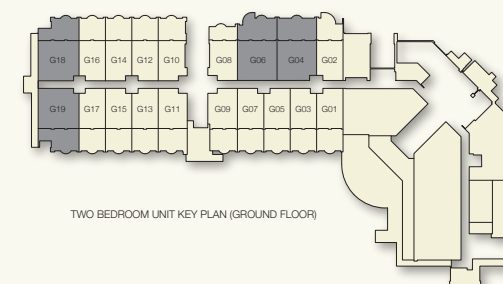 G18 G16 G14 G12 G10 G08 G06 G04 G02
G19 G17 G15 G13 G11 G09 G07 G05 G03 G01
TWO BEDROOM UNIT KEY PLAN (GROUND FLOOR)